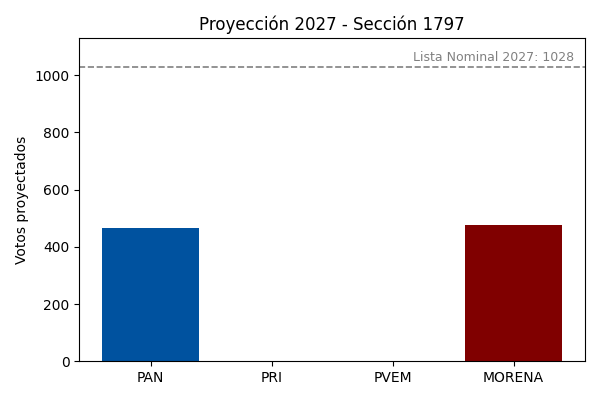 Proyección 2027 - Sección 1797
Lista Nominal 2027: 1028
Votos proyectados
1000
800
600
400
200
0
PAN PRI PVEM MORENA